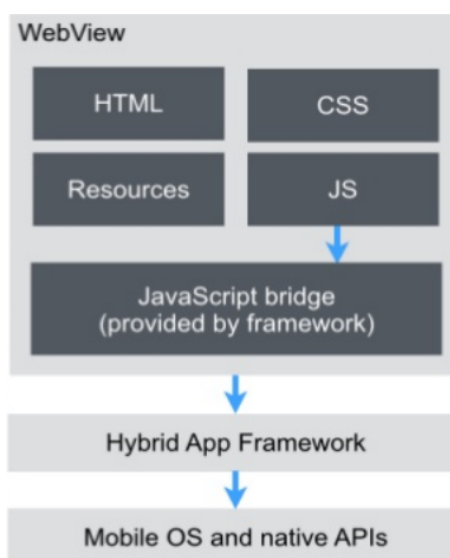 WebView
HTML
CSS
Resources
JS
JavaScript bridge
(provided by framework)
Hybrid App Framework
Mobile OS and native APIs